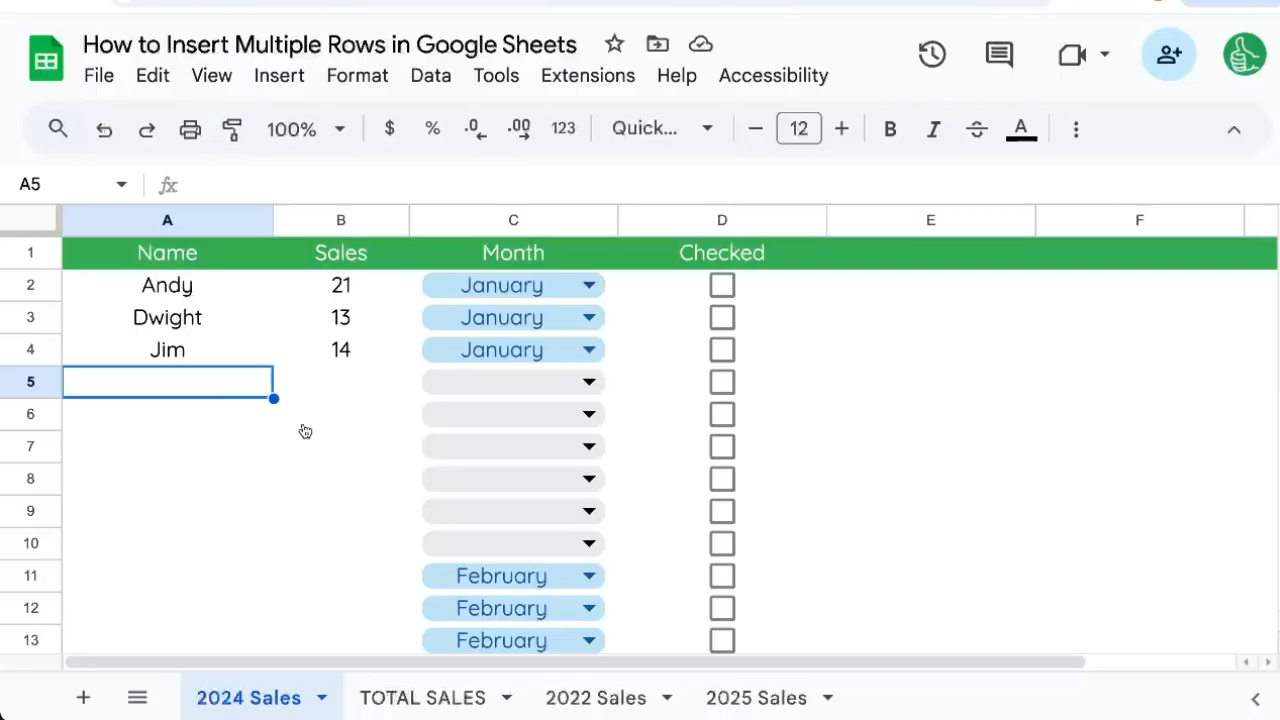 How to Insert Multiple Rows in Google Sheets
File Edit View Insert Format Data Tools Extensions Help Accessibility
100% $ % .0 .00 123 Quick... − 12 + B I S A
A5 fx
A B C D E F
1 Name Sales Month Checked
2 Andy 21 January
3 Dwight 13 January
4 Jim 14 January
5
6
7
8
9
10
11 February
12 February
13 February
+ 2024 Sales TOTAL SALES 2022 Sales 2025 Sales